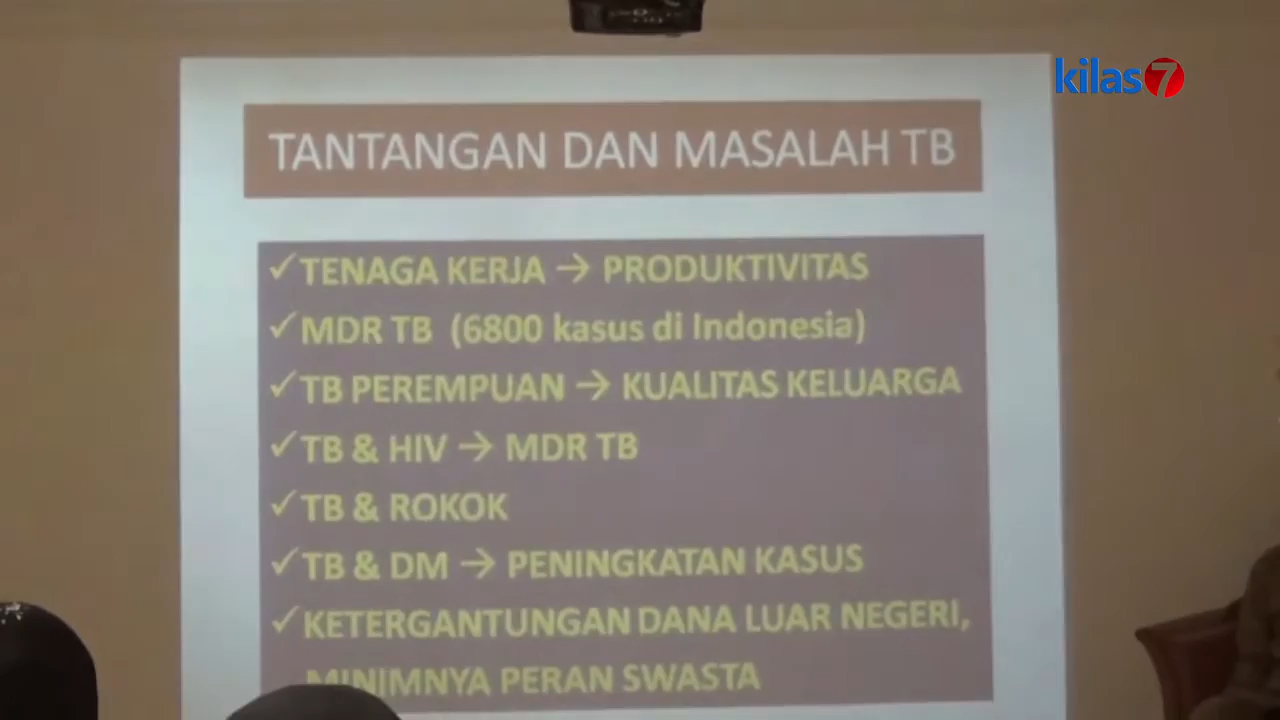 kilas7
TANTANGAN DAN MASALAH TB
✓TENAGA KERJA → PRODUKTIVITAS
✓MDR TB (6800 kasus di Indonesia)
✓TB PEREMPUAN → KUALITAS KELUARGA
✓TB & HIV → MDR TB
✓TB & ROKOK
✓TB & DM → PENINGKATAN KASUS
✓KETERGANTUNGAN DANA LUAR NEGERI,
MINIMNYA PERAN SWASTA